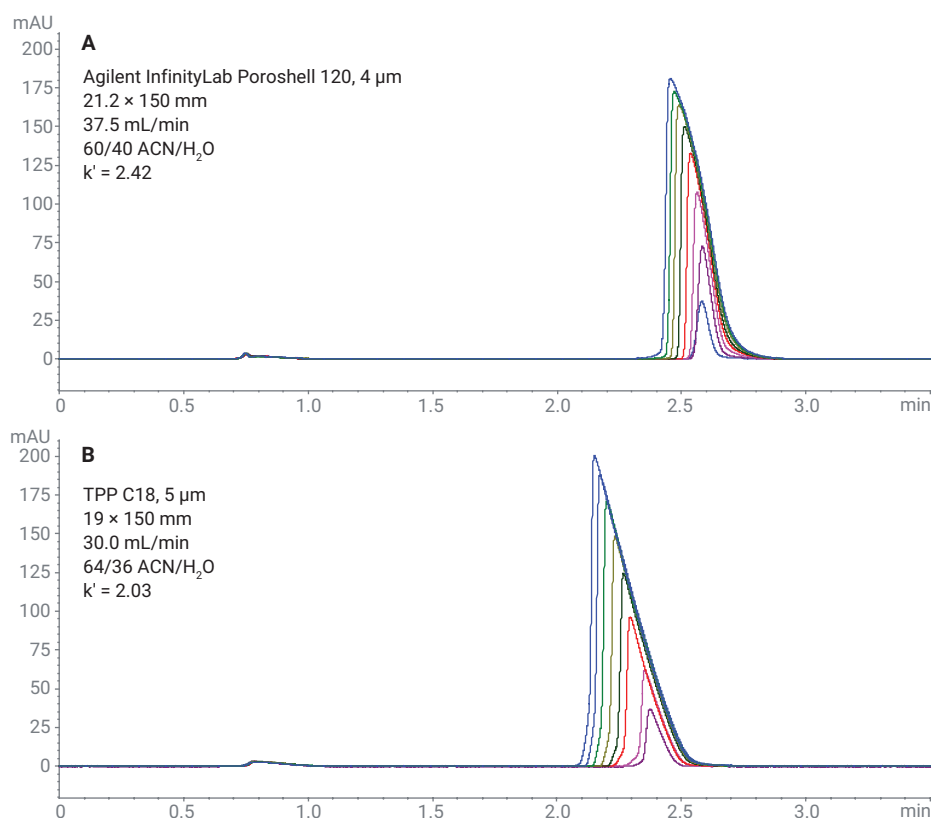 mAU
A
200
Agilent InfinityLab Poroshell 120, 4 µm
175
21.2 × 150 mm
150
37.5 mL/min
60/40 ACN/H₂O
125
k' = 2.42
100
75
50
25
0
0 0.5 1.0 1.5 2.0 2.5 3.0 min
mAU
B
200
TPP C18, 5 µm
175
19 × 150 mm
150
30.0 mL/min
64/36 ACN/H₂O
125
k' = 2.03
100
75
50
25
0
0 0.5 1.0 1.5 2.0 2.5 3.0 min